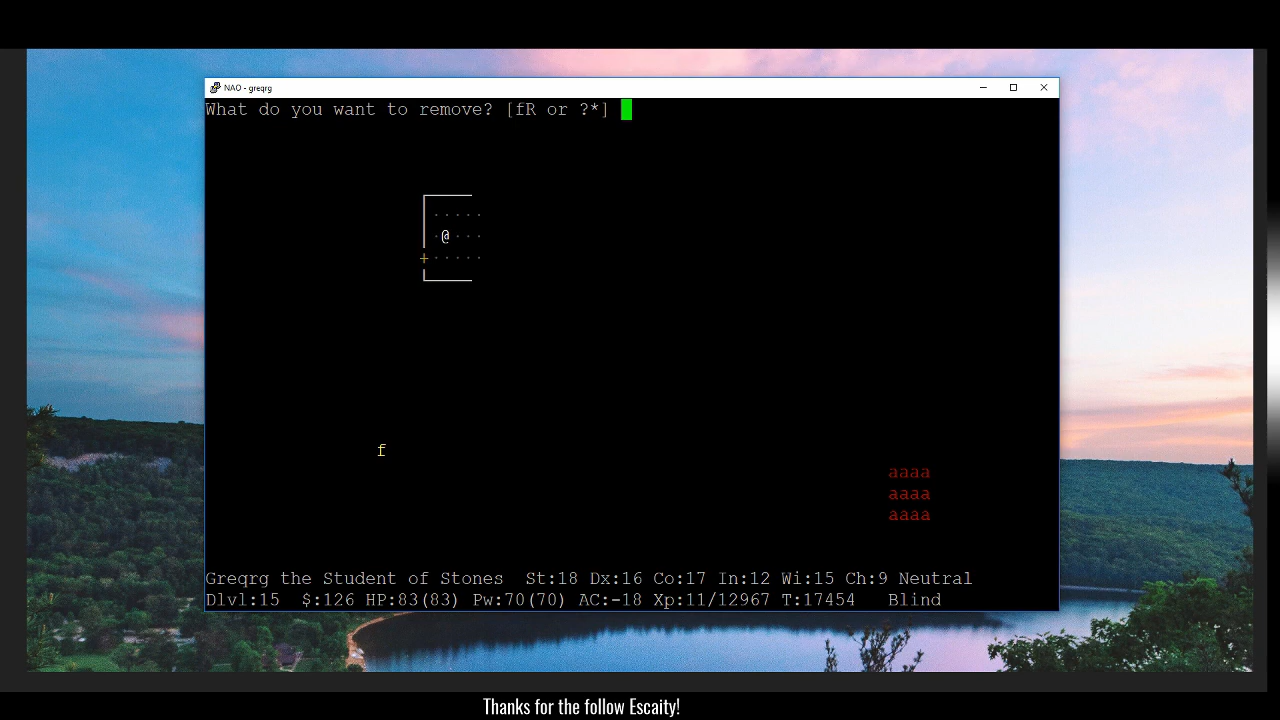 NAO - greqrg
What do you want to remove? [fR or ?*]
.....
.@...
+.....
f
aaaa
aaaa
aaaa
Greqrg the Student of Stones St:18 Dx:16 Co:17 In:12 Wi:15 Ch:9 Neutral
Dlvl:15 $:126 HP:83(83) Pw:70(70) AC:-18 Xp:11/12967 T:17454 Blind
Thanks for the follow Escaity!